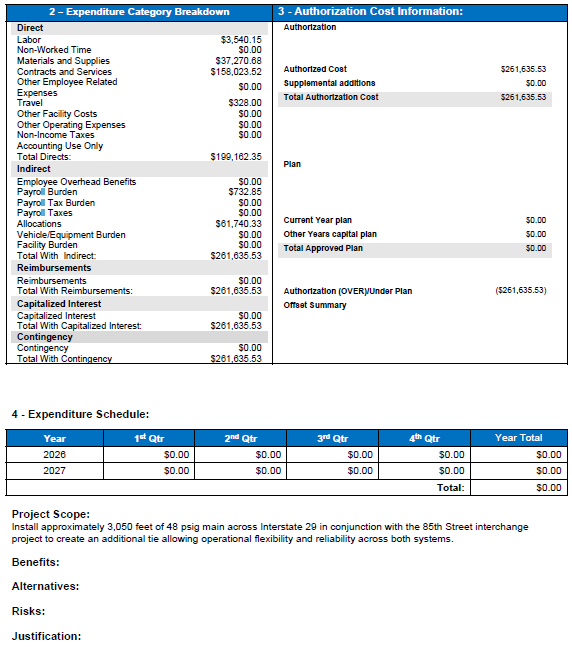 2 – Expenditure Category Breakdown
Direct
Labor $3,540.15
Non-Worked Time $0.00
Materials and Supplies $37,270.68
Contracts and Services $158,023.52
Other Employee Related
Expenses $0.00
Travel $328.00
Other Facility Costs $0.00
Other Operating Expenses $0.00
Non-Income Taxes $0.00
Accounting Use Only
Total Directs: $199,162.35
Indirect
Employee Overhead Benefits $0.00
Payroll Burden $732.85
Payroll Tax Burden $0.00
Payroll Taxes $0.00
Allocations $61,740.33
Vehicle/Equipment Burden $0.00
Facility Burden $0.00
Total With Indirect: $261,635.53
Reimbursements
Reimbursements $0.00
Total With Reimbursements: $261,635.53
Capitalized Interest
Capitalized Interest $0.00
Total With Capitalized Interest: $261,635.53
Contingency
Contingency $0.00
Total With Contingency $261,635.53
3 - Authorization Cost Information:
Authorization
Authorized Cost $261,635.53
Supplemental additions $0.00
Total Authorization Cost $261,635.53
Plan
Current Year plan $0.00
Other Years capital plan $0.00
Total Approved Plan $0.00
Authorization (OVER)/Under Plan ($261,635.53)
Offset Summary
4 - Expenditure Schedule:
Year 1st Qtr 2nd Qtr 3rd Qtr 4th Qtr Year Total
2026 $0.00 $0.00 $0.00 $0.00 $0.00
2027 $0.00 $0.00 $0.00 $0.00 $0.00
Total: $0.00
Project Scope:
Install approximately 3,050 feet of 48 psig main across Interstate 29 in conjunction with the 85th Street interchange
project to create an additional tie allowing operational flexibility and reliability across both systems.
Benefits:
Alternatives:
Risks:
Justification: